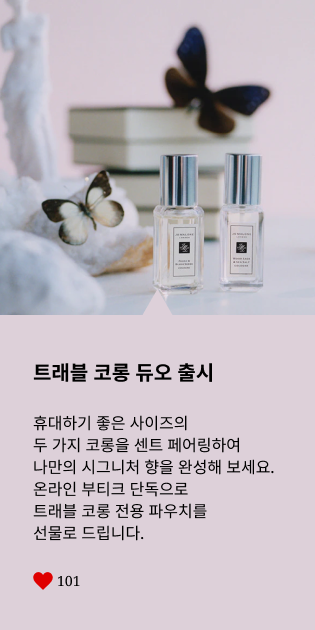 트래블 코롱 듀오 출시
휴대하기 좋은 사이즈의
두 가지 코롱을 센트 페어링하여
나만의 시그니처 향을 완성해 보세요.
온라인 부티크 단독으로
트래블 코롱 전용 파우치를
선물로 드립니다.
101